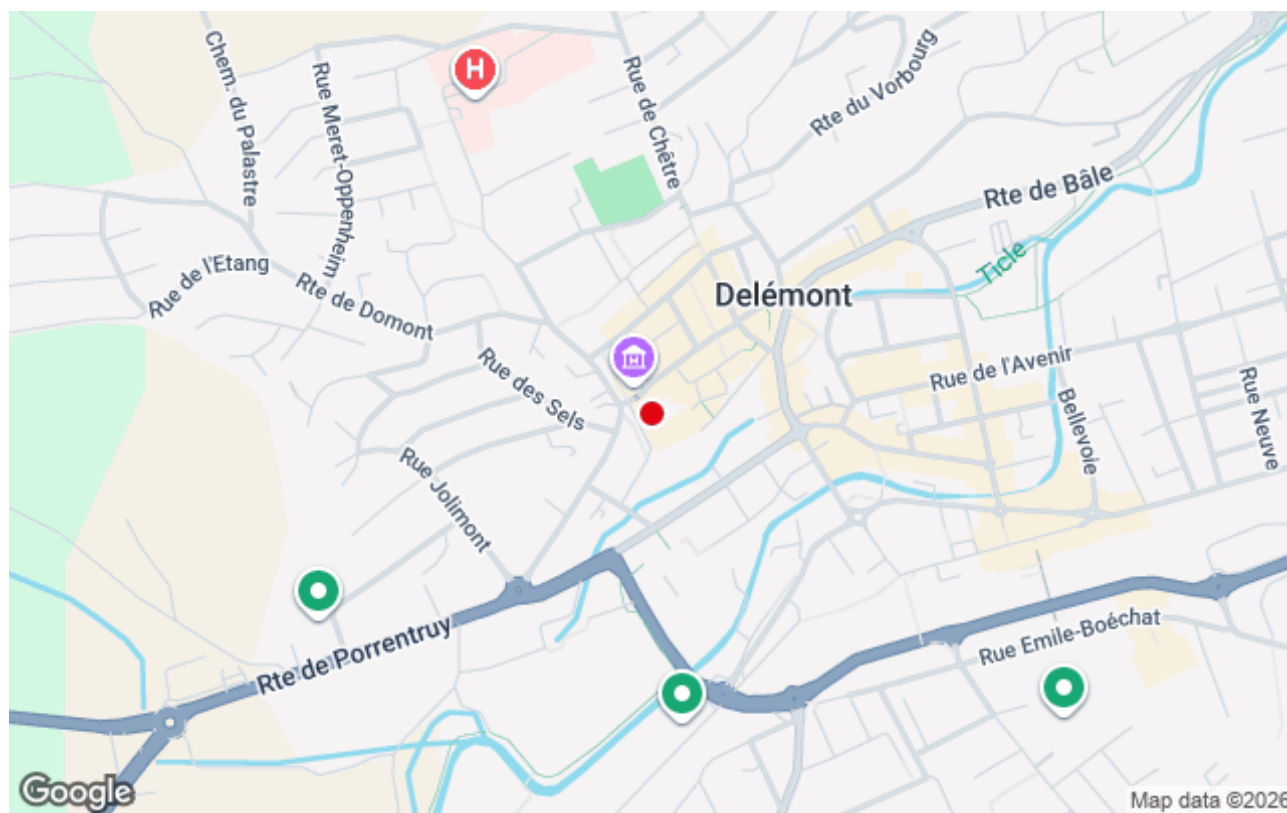 Chem. du Palastre
Rue Meret-Oppenheim
H
Rue de Chêtre
Rte du Vorbourg
Rte de Bâle
Rue de l'Etang
Rte de Domont
Delémont
Ticle
Rue des Sels
Rue de l'Avenir
Bellevoie
Rue Neuve
Rue Jolimont
Rte de Porrentruy
Rue Emile-Boéchat
Google
Map data ©2026